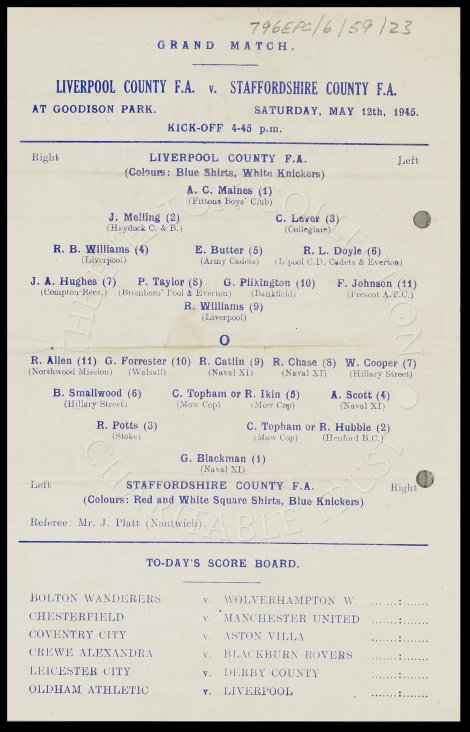 796EFC/6/59/23
GRAND MATCH.
LIVERPOOL COUNTY F.A. v. STAFFORDSHIRE COUNTY F.A.
AT GOODISON PARK. SATURDAY, MAY 12th, 1945.
KICK-OFF 4-45 p.m.
Right LIVERPOOL COUNTY F.A. Left
(Colours: Blue Shirts, White Knickers)
A. C. Maines (1)
(Fittons Boys' Club)
J. Melling (2) C. Lever (3)
(Haydock C. & B.) (Collegiate)
R. B. Williams (4) E. Butter (5) R. L. Doyle (6)
(Liverpool) (Army Cadets) (L'pool C.D. Cadets & Everton)
J. A. Hughes (7) P. Taylor (8) G. Pilkington (10) F. Johnson (11)
(Compton Recs.) (Bromboro' Pool & Everton) (Bankfield) (Prescot A.T.C.)
R. Williams (9)
(Liverpool)
O
R. Allen (11) G. Forrester (10) R. Catlin (9) R. Chase (8) W. Cooper (7)
(Northwood Mission) (Walsall) (Naval XI) (Naval XI) (Hillary Street)
B. Smallwood (6) C. Topham or R. Ikin (5) A. Scott (4)
(Hillary Street) (Mow Cop) (Mow Cop) (Naval XI)
R. Potts (3) C. Topham or R. Hubble (2)
(Stoke) (Mow Cop) (Henford B.C.)
G. Blackman (1)
(Naval XI)
Left STAFFORDSHIRE COUNTY F.A. Right
(Colours: Red and White Square Shirts, Blue Knickers)
Referee: Mr. J. Platt (Nantwich).
TO-DAY'S SCORE BOARD.
BOLTON WANDERERS v. WOLVERHAMPTON W. ......:.......
CHESTERFIELD v. MANCHESTER UNITED ......:.......
COVENTRY CITY v. ASTON VILLA ......:.......
CREWE ALEXANDRA v. BLACKBURN ROVERS ......:.......
LEICESTER CITY v. DERBY COUNTY ......:.......
OLDHAM ATHLETIC v. LIVERPOOL ......:.......